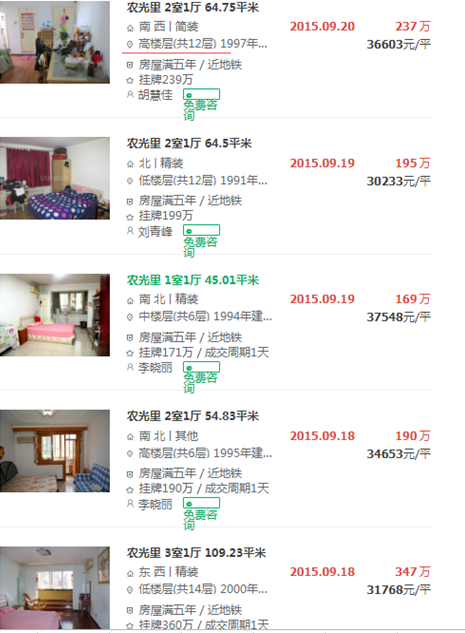 农光里 2室1厅 64.75平米
南 西 | 简装 2015.09.20 237万
高楼层(共12层) 1997年... 36603元/平
房屋满五年 / 近地铁
挂牌239万
胡慧佳 免费咨
询
农光里 2室1厅 64.5平米
北 | 精装 2015.09.19 195万
低楼层(共12层) 1991年... 30233元/平
房屋满五年 / 近地铁
挂牌199万
刘青峰 免费咨
询
农光里 1室1厅 45.01平米
南 北 | 精装 2015.09.19 169万
中楼层(共6层) 1994年建... 37548元/平
房屋满五年 / 近地铁
挂牌171万 / 成交周期1天
李晓丽 免费咨
询
农光里 2室1厅 54.83平米
南 北 | 其他 2015.09.18 190万
高楼层(共6层) 1995年建... 34653元/平
房屋满五年 / 近地铁
挂牌190万 / 成交周期1天
李晓丽 免费咨
询
农光里 3室1厅 109.23平米
东 西 | 精装 2015.09.18 347万
低楼层(共14层) 2000年... 31768元/平
房屋满五年 / 近地铁
挂牌360万 / 成交周期1天